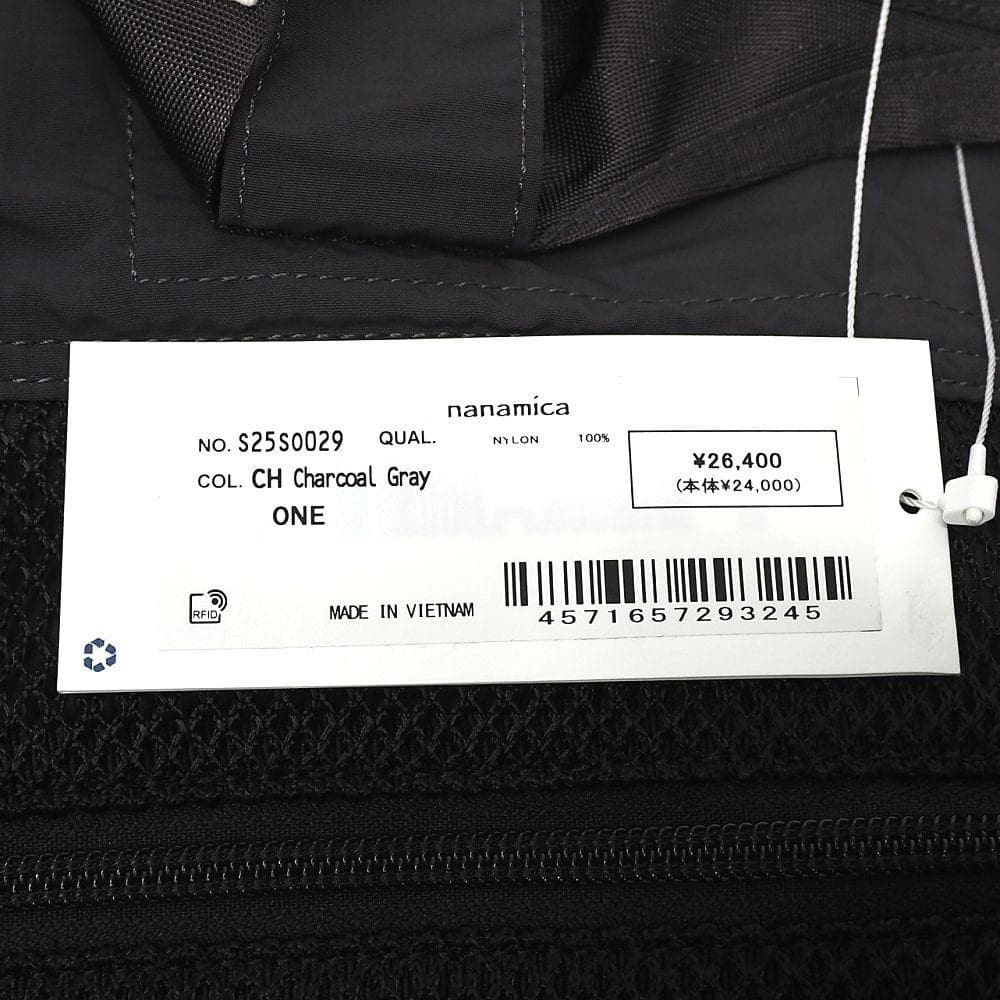 nanamica
NO. S25S0029 QUAL. NYLON 100%
COL. CH Charcoal Gray
ONE
¥26,400
(本体¥24,000)
RFID
MADE IN VIETNAM
4571657293245